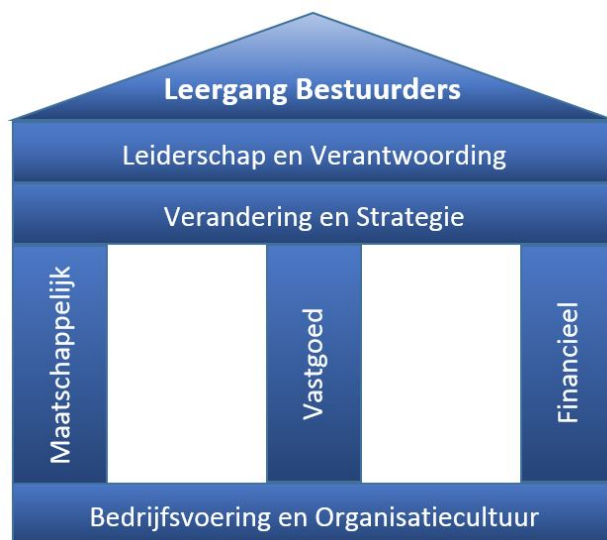 Leergang Bestuurders
Leiderschap en Verantwoording
Verandering en Strategie
Maatschappelijk
Vastgoed
Financieel
Bedrijfsvoering en Organisatiecultuur